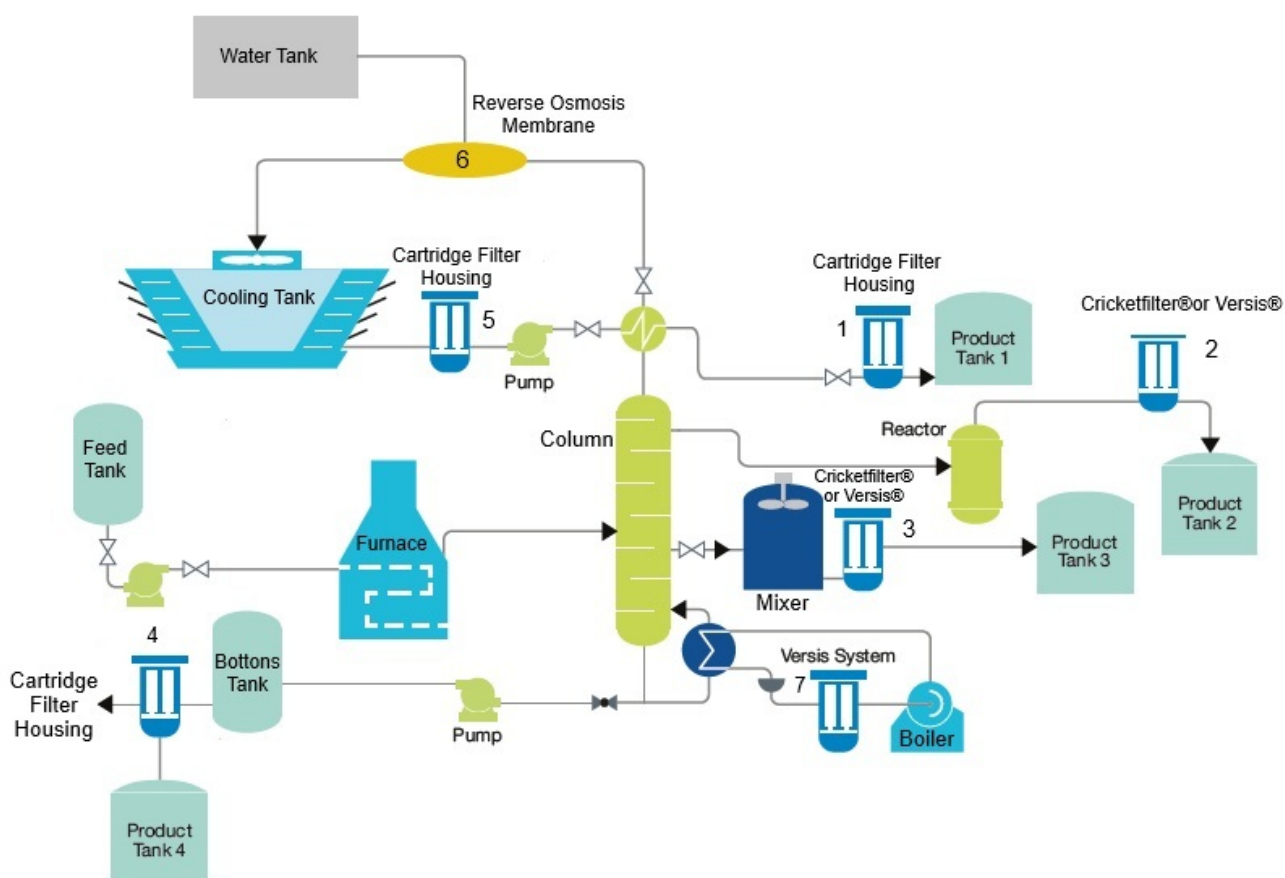 Water Tank
Reverse Osmosis
Membrane
6
Cartridge Filter
Housing
5
Cooling Tank
Pump
Cartridge Filter
Housing
1
Product
Tank 1
Cricketfilter®or Versis®
2
Feed
Tank
Column
Reactor
Furnace
Cricketfilter®
or Versis®
3
Product
Tank 2
Product
Tank 3
Mixer
4
Bottons
Tank
Cartridge
Filter
Housing
Pump
Versis System
7
Boiler
Product
Tank 4